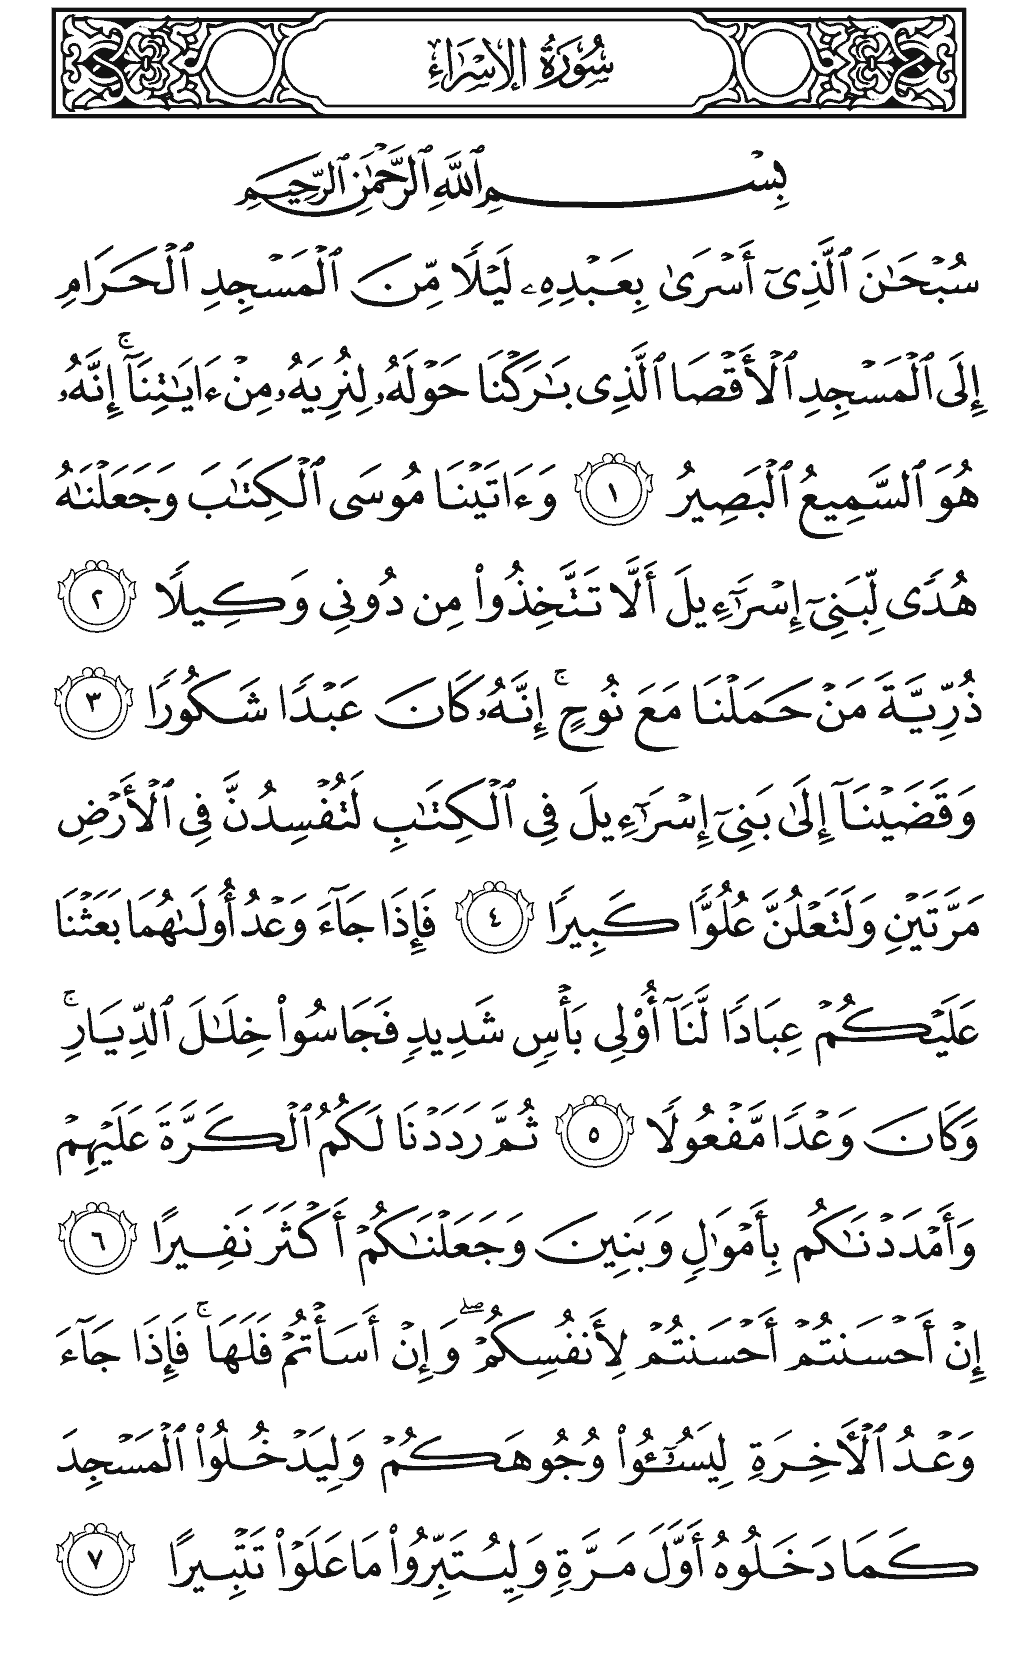 سُورَةُ الإِسْرَاءِ
بِسْمِ ٱللَّهِ ٱلرَّحْمَٰنِ ٱلرَّحِيمِ
سُبْحَٰنَ ٱلَّذِىٓ أَسْرَىٰ بِعَبْدِهِۦ لَيْلًا مِّنَ ٱلْمَسْجِدِ ٱلْحَرَامِ
إِلَى ٱلْمَسْجِدِ ٱلْأَقْصَا ٱلَّذِى بَٰرَكْنَا حَوْلَهُۥ لِنُرِيَهُۥ مِنْ ءَايَٰتِنَآ ۚ إِنَّهُۥ
هُوَ ٱلسَّمِيعُ ٱلْبَصِيرُ ١ وَءَاتَيْنَا مُوسَى ٱلْكِتَٰبَ وَجَعَلْنَٰهُ
هُدًى لِّبَنِىٓ إِسْرَٰٓءِيلَ أَلَّا تَتَّخِذُوا۟ مِن دُونِى وَكِيلًا ٢
ذُرِّيَّةَ مَنْ حَمَلْنَا مَعَ نُوحٍ ۚ إِنَّهُۥ كَانَ عَبْدًا شَكُورًا ٣
وَقَضَيْنَآ إِلَىٰ بَنِىٓ إِسْرَٰٓءِيلَ فِى ٱلْكِتَٰبِ لَتُفْسِدُنَّ فِى ٱلْأَرْضِ
مَرَّتَيْنِ وَلَتَعْلُنَّ عُلُوًّا كَبِيرًا ٤ فَإِذَا جَآءَ وَعْدُ أُولَىٰهُمَا بَعَثْنَا
عَلَيْكُمْ عِبَادًا لَّنَآ أُو۟لِى بَأْسٍ شَدِيدٍ فَجَاسُوا۟ خِلَٰلَ ٱلدِّيَارِ ۚ
وَكَانَ وَعْدًا مَّفْعُولًا ٥ ثُمَّ رَدَدْنَا لَكُمُ ٱلْكَرَّةَ عَلَيْهِمْ
وَأَمْدَدْنَٰكُم بِأَمْوَٰلٍ وَبَنِينَ وَجَعَلْنَٰكُمْ أَكْثَرَ نَفِيرًا ٦
إِنْ أَحْسَنتُمْ أَحْسَنتُمْ لِأَنفُسِكُمْ ۖ وَإِنْ أَسَأْتُمْ فَلَهَا ۚ فَإِذَا جَآءَ
وَعْدُ ٱلْأَخِرَةِ لِيَسُۥٓـُٔوا۟ وُجُوهَكُمْ وَلِيَدْخُلُوا۟ ٱلْمَسْجِدَ
كَمَا دَخَلُوهُ أَوَّلَ مَرَّةٍ وَلِيُتَبِّرُوا۟ مَا عَلَوْا۟ تَتْبِيرًا ٧